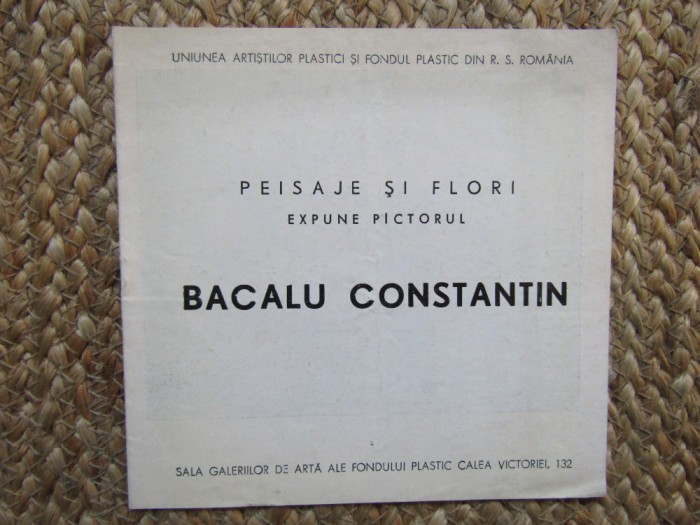 UNIUNEA ARTIȘTILOR PLASTICI ȘI FONDUL PLASTIC DIN R. S. ROMÂNIA
PEISAJE ȘI FLORI
EXPUNE PICTORUL
BACALU CONSTANTIN
SALA GALERIILOR DE ARTĂ ALE FONDULUI PLASTIC CALEA VICTORIEI, 132